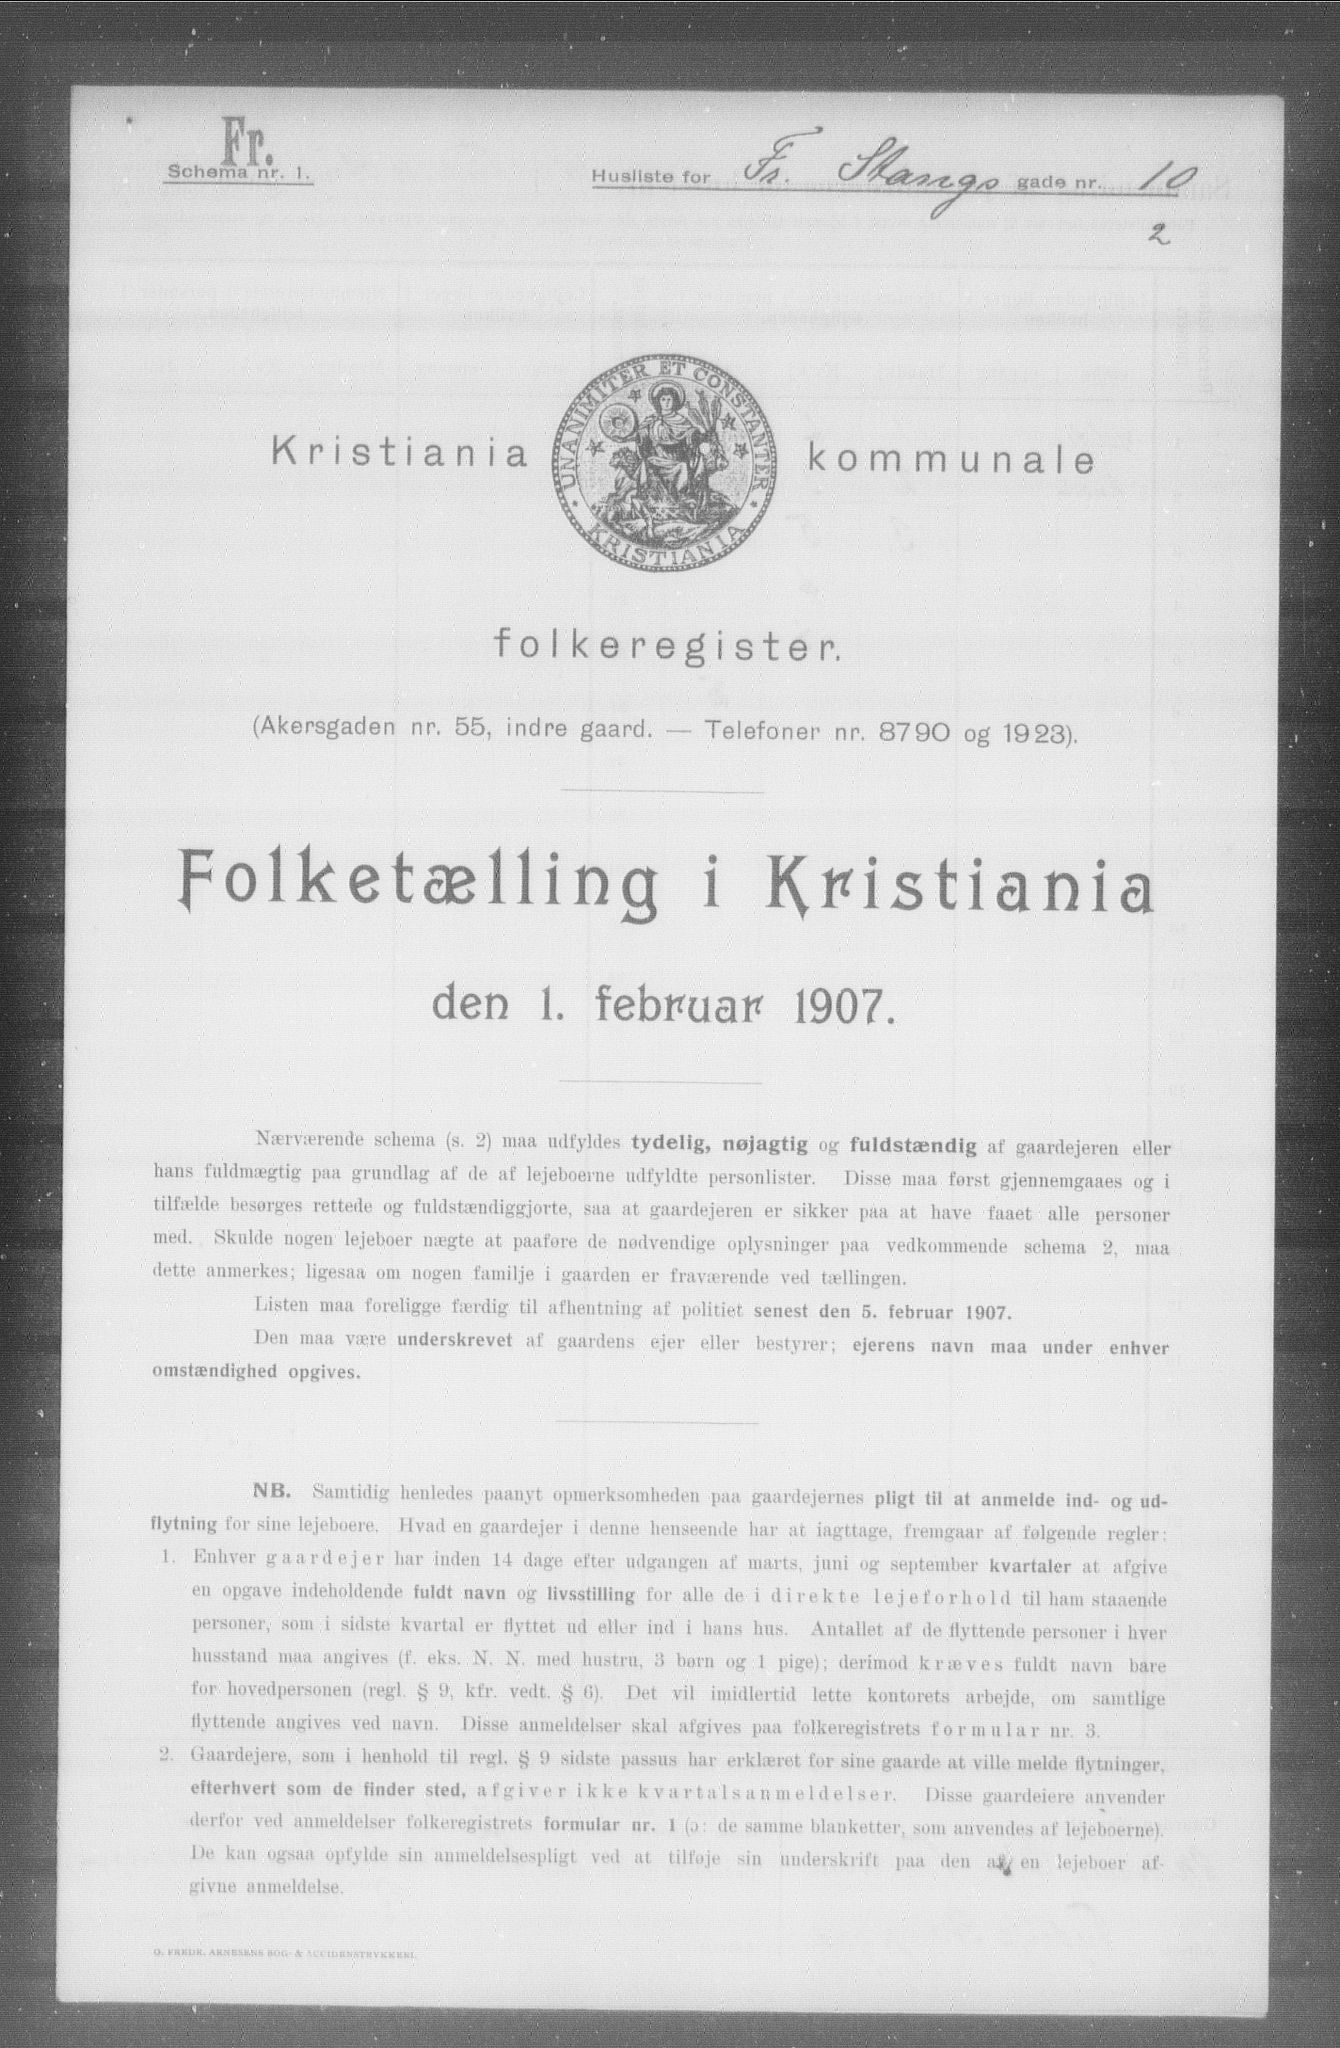 Fr.
Schema nr. 1.
Husliste for Fr. Stangs gade nr. 10
2
UNANIMITER ET CONSTANTER
KRISTIANIA
Kristiania kommunale
folkeregister.
(Akersgaden nr. 55, indre gaard. — Telefoner nr. 8790 og 1923).
Folketælling i Kristiania
den 1. februar 1907.
Nærværende schema (s. 2) maa udfyldes tydelig, nøjagtig og fuldstændig af gaardejeren eller
hans fuldmægtig paa grundlag af de af lejeboerne udfyldte personlister. Disse maa først gjennemgaaes og i
tilfælde besørges rettede og fuldstændiggjorte, saa at gaardejeren er sikker paa at have faaet alle personer
med. Skulde nogen lejeboer nægte at paaføre de nødvendige oplysninger paa vedkommende schema 2, maa
dette anmerkes; ligesaa om nogen familje i gaarden er fraværende ved tællingen.
Listen maa foreligge færdig til afhentning af politiet senest den 5. februar 1907.
Den maa være underskrevet af gaardens ejer eller bestyrer; ejerens navn maa under enhver
omstændighed opgives.
NB. Samtidig henledes paanyt opmerksomheden paa gaardejernes pligt til at anmelde ind- og ud-
flytning for sine lejeboere. Hvad en gaardejer i denne henseende har at iagttage, fremgaar af følgende regler:
1. Enhver gaardejer har inden 14 dage efter udgangen af marts, juni og september kvartaler at afgive
en opgave indeholdende fuldt navn og livsstilling for alle de i direkte lejeforhold til ham staaende
personer, som i sidste kvartal er flyttet ud eller ind i hans hus. Antallet af de flyttende personer i hver
husstand maa angives (f. eks. N. N. med hustru, 3 børn og 1 pige); derimod kræves fuldt navn bare
for hovedpersonen (regl. § 9, kfr. vedt. § 6). Det vil imidlertid lette kontorets arbejde, om samtlige
flyttende angives ved navn. Disse anmeldelser skal afgives paa folkeregistrets formular nr. 3.
2. Gaardejere, som i henhold til regl. § 9 sidste passus har erklæret for sine gaarde at ville melde flytninger,
efterhvert som de finder sted, afgiver ikke kvartalsanmeldelser. Disse gaardeiere anvender
derfor ved anmeldelser folkeregistrets formular nr. 1 (ɔ: de samme blanketter, som anvendes af lejeboerne).
De kan ogsaa opfylde sin anmeldelsespligt ved at tilføje sin underskrift paa den af en lejeboer af-
givne anmeldelse.
O. FREDR. ARNESENS BOG- & ACCIDENSTRYKKERI.